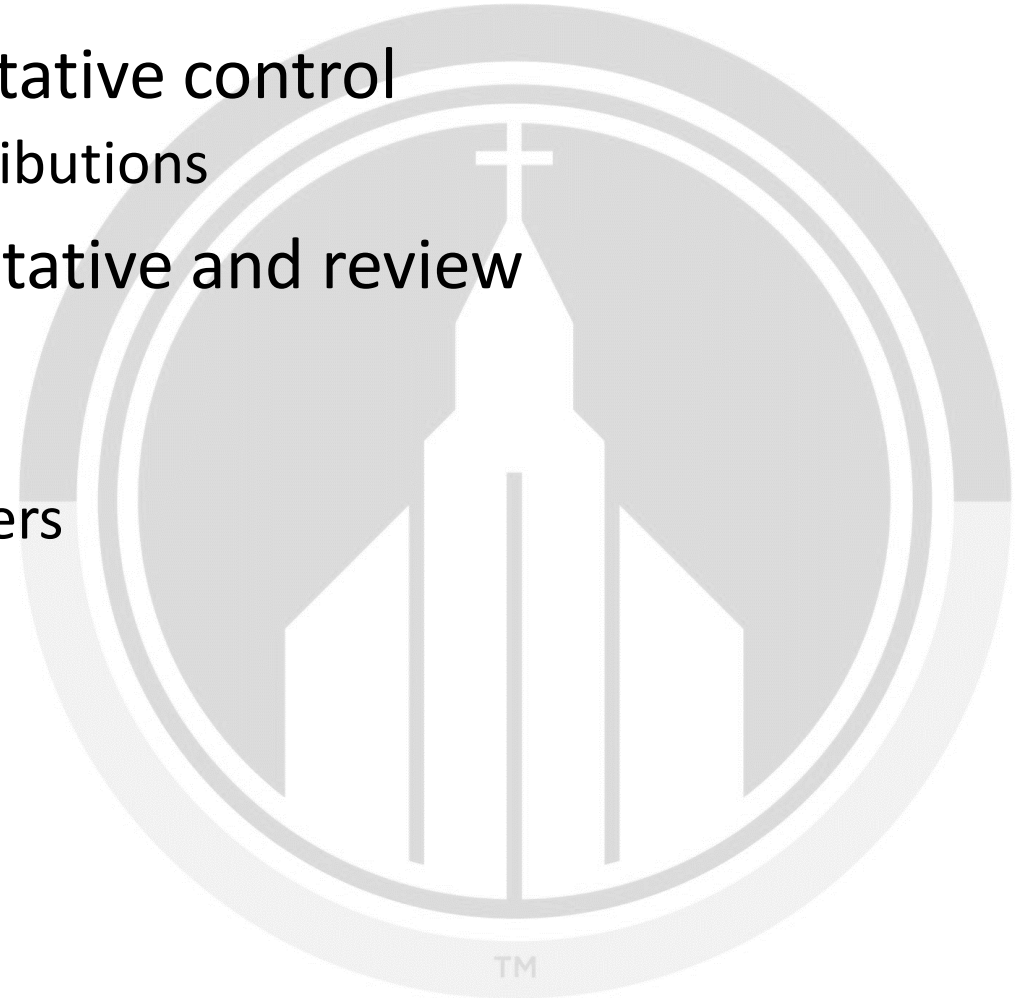 tative control
ibutions
tative and review
ers
TM